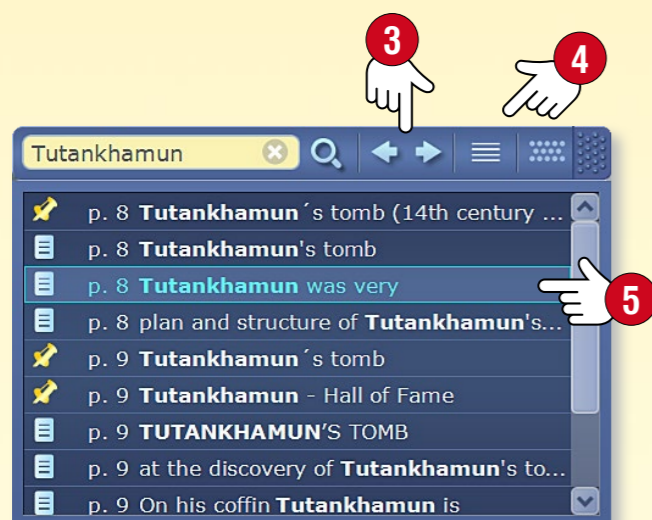 3
4
Tutankhamun
p. 8 Tutankhamun´s tomb (14th century ...
p. 8 Tutankhamun's tomb
p. 8 Tutankhamun was very
5
p. 8 plan and structure of Tutankhamun's...
p. 9 Tutankhamun´s tomb
p. 9 Tutankhamun - Hall of Fame
p. 9 TUTANKHAMUN’S TOMB
p. 9 at the discovery of Tutankhamun's to...
p. 9 On his coffin Tutankhamun is